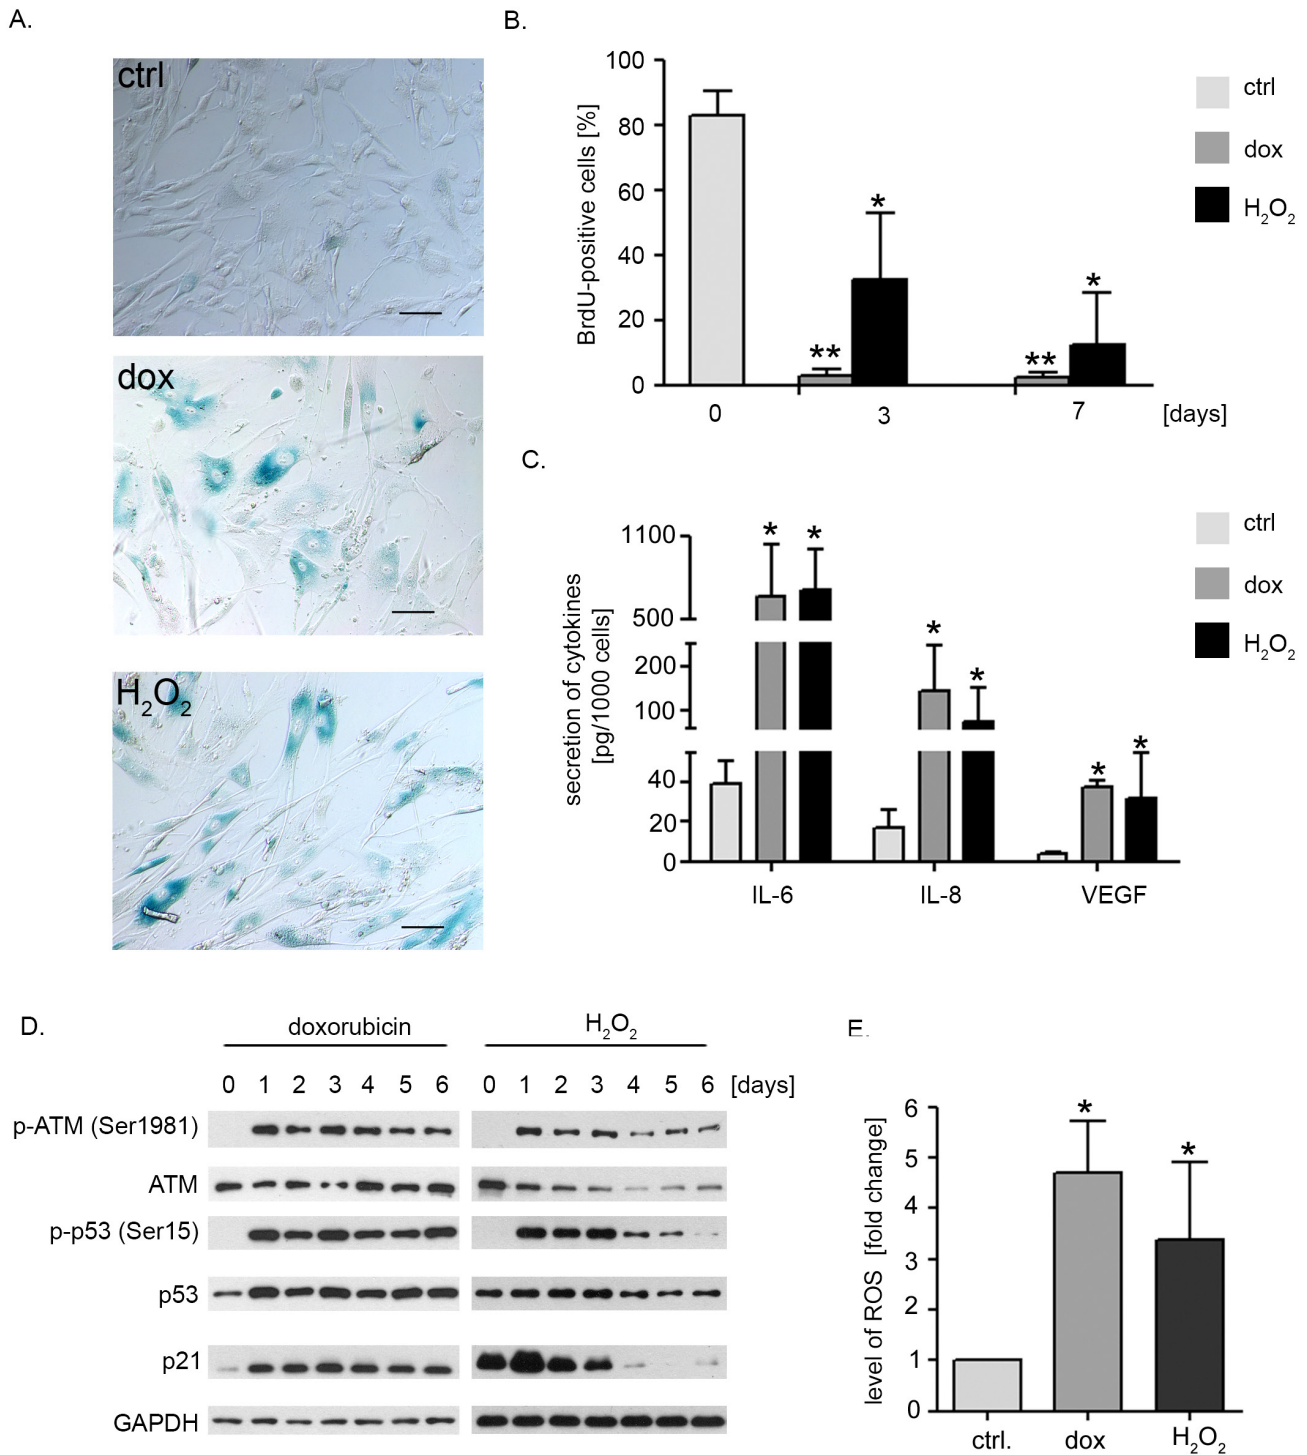 A.
ctrl
dox
H₂O₂
B.
BrdU-positive cells [%]
100
80
60
40
20
0
**
*
**
*
0 3 7 [days]
ctrl
dox
H₂O₂
C.
secretion of cytokines
[pg/1000 cells]
1100
500
200
100
40
20
0
* *
* *
* *
IL-6 IL-8 VEGF
ctrl
dox
H₂O₂
D.
doxorubicin H₂O₂
0 1 2 3 4 5 6 0 1 2 3 4 5 6 [days]
p-ATM (Ser1981)
ATM
p-p53 (Ser15)
p53
p21
GAPDH
E.
level of ROS [fold change]
6
5
4
3
2
1
0
*
*
ctrl. dox H₂O₂